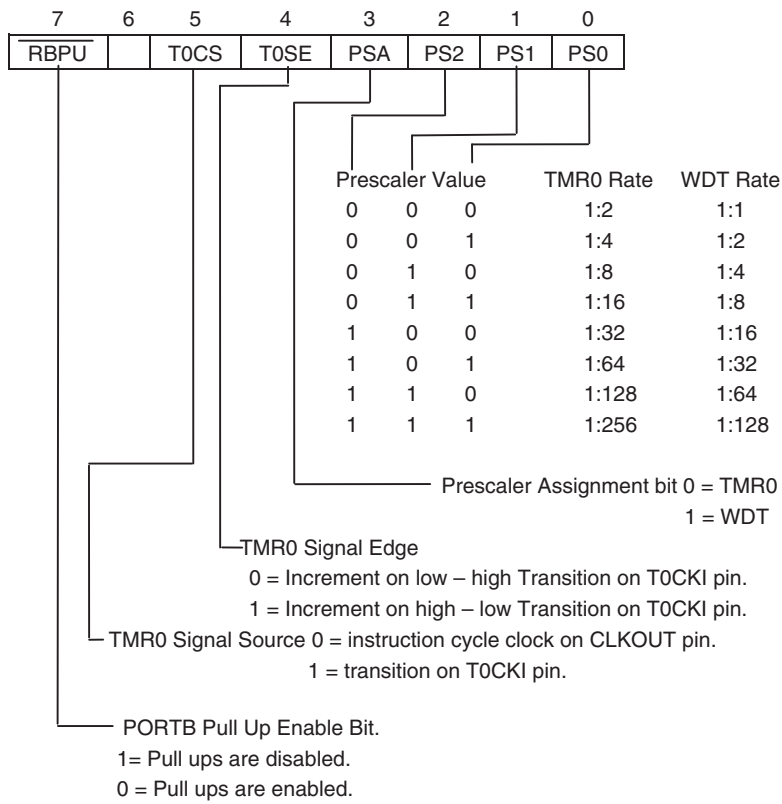 7 6 5 4 3 2 1 0
RBPU T0CS T0SE PSA PS2 PS1 PS0
Prescaler Value TMR0 Rate WDT Rate
0 0 0 1:2 1:1
0 0 1 1:4 1:2
0 1 0 1:8 1:4
0 1 1 1:16 1:8
1 0 0 1:32 1:16
1 0 1 1:64 1:32
1 1 0 1:128 1:64
1 1 1 1:256 1:128
Prescaler Assignment bit 0 = TMR0
1 = WDT
TMR0 Signal Edge
0 = Increment on low – high Transition on T0CKI pin.
1 = Increment on high – low Transition on T0CKI pin.
TMR0 Signal Source 0 = instruction cycle clock on CLKOUT pin.
1 = transition on T0CKI pin.
PORTB Pull Up Enable Bit.
1= Pull ups are disabled.
0 = Pull ups are enabled.